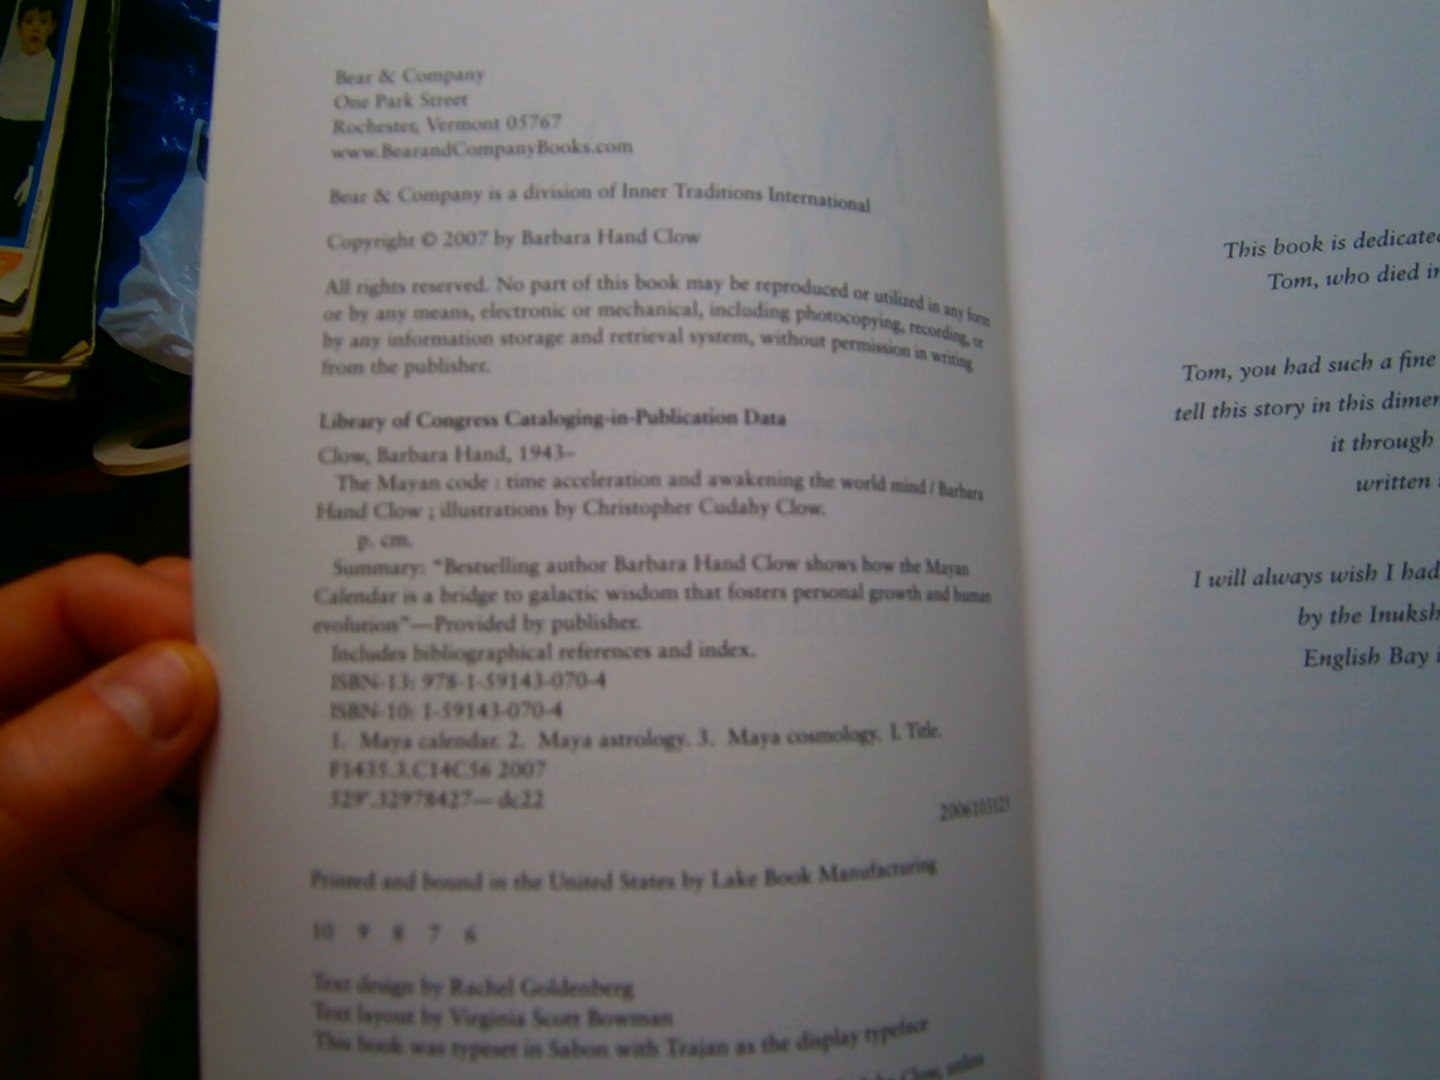 Bear & Company
One Park Street
Rochester, Vermont 05767
www.BearandCompanyBooks.com
Bear & Company is a division of Inner Traditions International
Copyright © 2007 by Barbara Hand Clow
All rights reserved. No part of this book may be reproduced or utilized in any form
or by any means, electronic or mechanical, including photocopying, recording, or
by any information storage and retrieval system, without permission in writing
from the publisher.
Library of Congress Cataloging-in-Publication Data
Clow, Barbara Hand, 1943–
The Mayan code : time acceleration and awakening the world mind / Barbara
Hand Clow ; illustrations by Christopher Cudahy Clow.
p. cm.
Summary: "Bestselling author Barbara Hand Clow shows how the Mayan
Calendar is a bridge to galactic wisdom that fosters personal growth and human
evolution"—Provided by publisher.
Includes bibliographical references and index.
ISBN-13: 978-1-59143-070-4
ISBN-10: 1-59143-070-4
1. Maya calendar. 2. Maya astrology. 3. Maya cosmology. I. Title.
F1435.3.C14C56 2007
529'.32978427—dc22
2006103125
Printed and bound in the United States by Lake Book Manufacturing
10 9 8 7 6
Text design by Rachel Goldenberg
Text layout by Virginia Scott Bowman
This book was typeset in Sabon with Trajan as the display typeface
Clow, unless
This book is dedicated
Tom, who died in
Tom, you had such a fine
tell this story in this dimen
it through
written
I will always wish I had
by the Inuksh
English Bay